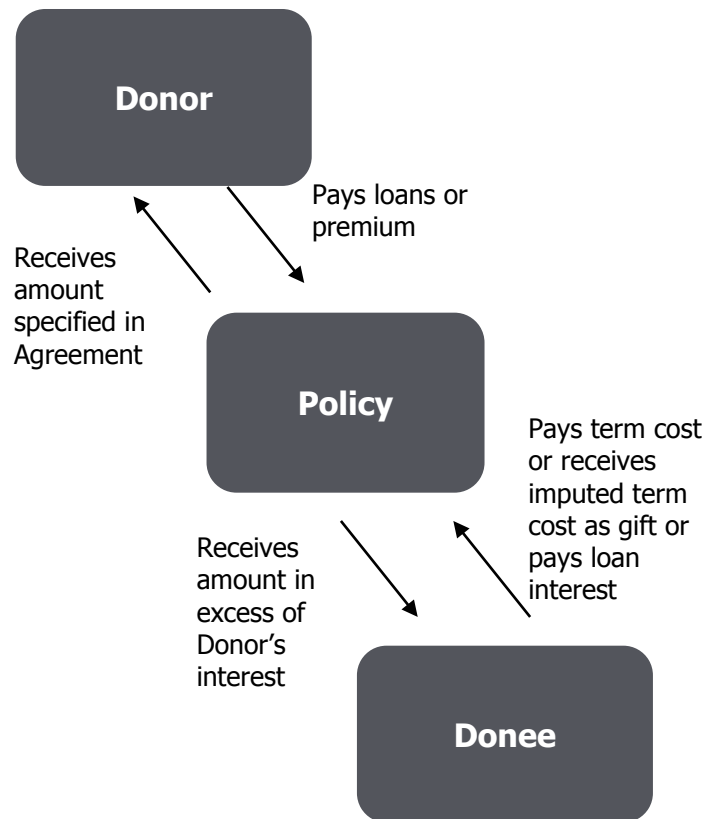 Donor
Pays loans or
premium
Receives
amount
specified in
Agreement
Policy
Pays term cost
or receives
imputed term
cost as gift or
pays loan
interest
Receives
amount in
excess of
Donor’s
interest
Donee